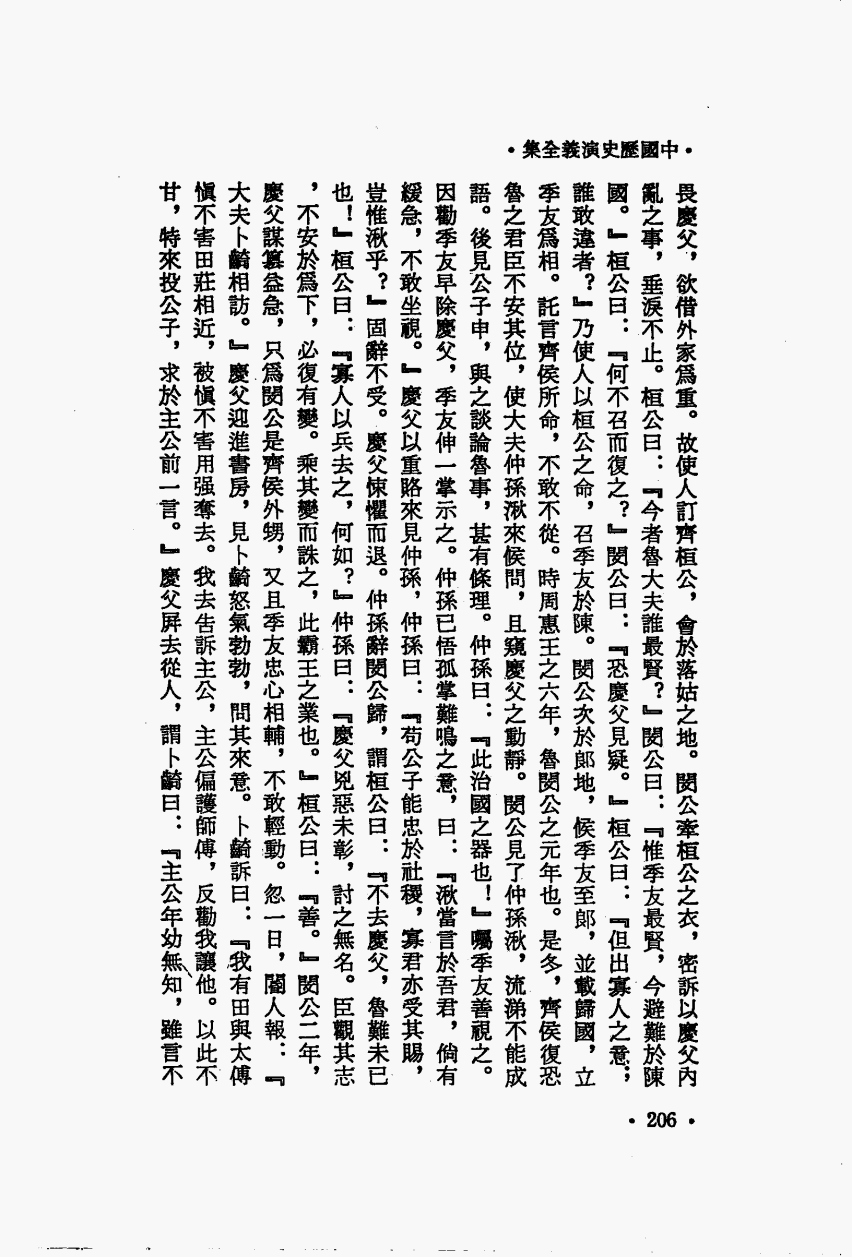 ·中國歷史演義全集·
畏慶父，欲借外家爲重。故使人訂齊桓公，會於落姑之地。閔公牽桓公之衣，密訴以慶父內
亂之事，垂淚不止。桓公曰：『今者魯大夫誰最賢？』閔公曰：『惟季友最賢，今避難於陳
國。』桓公曰：『何不召而復之？』閔公曰：『恐慶父見疑。』桓公曰：『但出寡人之意，
誰敢違者？』乃使人以桓公之命，召季友於陳。閔公次於郎地，候季友至郎，並載歸國，立
季友爲相。託言齊侯所命，不敢不從。時周惠王之六年，魯閔公之元年也。是冬，齊侯復恐
魯之君臣不安其位，使大夫仲孫湫來候問，且窺慶父之動靜。閔公見了仲孫湫，流涕不能成
語。後見公子申，與之談論魯事，甚有條理。仲孫曰：『此治國之器也！』囑季友善視之。
因勸季友早除慶父，季友伸一掌示之。仲孫已悟孤掌難鳴之意，曰：『湫當言於吾君，倘有
緩急，不敢坐視。』慶父以重賂來見仲孫，仲孫曰：『苟公子能忠於社稷，寡君亦受其賜，
豈惟湫乎？』固辭不受。慶父悚懼而退。仲孫辭閔公歸，謂桓公曰：『不去慶父，魯難未已
也！』桓公曰：『寡人以兵去之，何如？』仲孫曰：『慶父兇惡未彰，討之無名。臣觀其志
，不安於爲下，必復有變。乘其變而誅之，此霸王之業也。』桓公曰：『善。』閔公二年，
慶父謀篡益急，只爲閔公是齊侯外甥，又且季友忠心相輔，不敢輕動。忽一日，閽人報：『
大夫卜齮相訪。』慶父迎進書房，見卜齮怒氣勃勃，問其來意。卜齮訴曰：『我有田與太傅
愼不害田莊相近，被愼不害用强奪去。我去告訴主公，主公偏護師傅，反勸我讓他。以此不
甘，特來投公子，求於主公前一言。』慶父屏去從人，謂卜齮曰：『主公年幼無知，雖言不
·206·